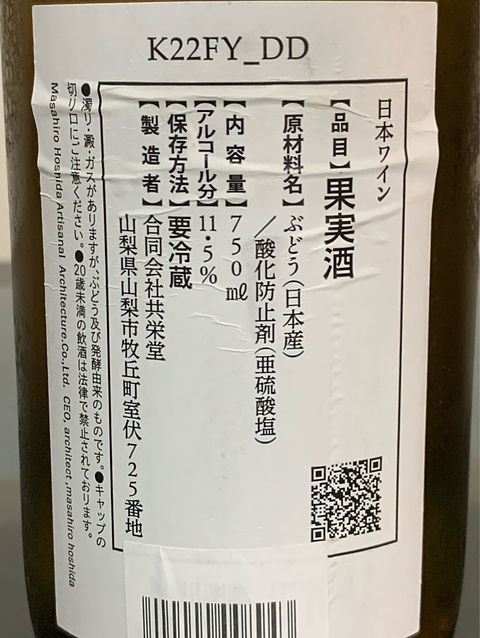 K22FY_DD
日本ワイン
【品目】果実酒
【原材料名】ぶどう(日本産)
／酸化防止剤(亜硫酸塩)
【内容量】750㎖
【アルコール分】11.5%
【保存方法】要冷蔵
【製造者】合同会社共栄堂
山梨県山梨市牧丘町室伏725番地
●濁り・澱・ガスがありますが、ぶどう及び発酵由来のものです。●キャップの
切り口にご注意ください。●20歳未満の飲酒は法律で禁止されております。
Masahiro Hoshida Artisanal Architecture.Co.,Ltd. CEO, architect,masahiro hoshida